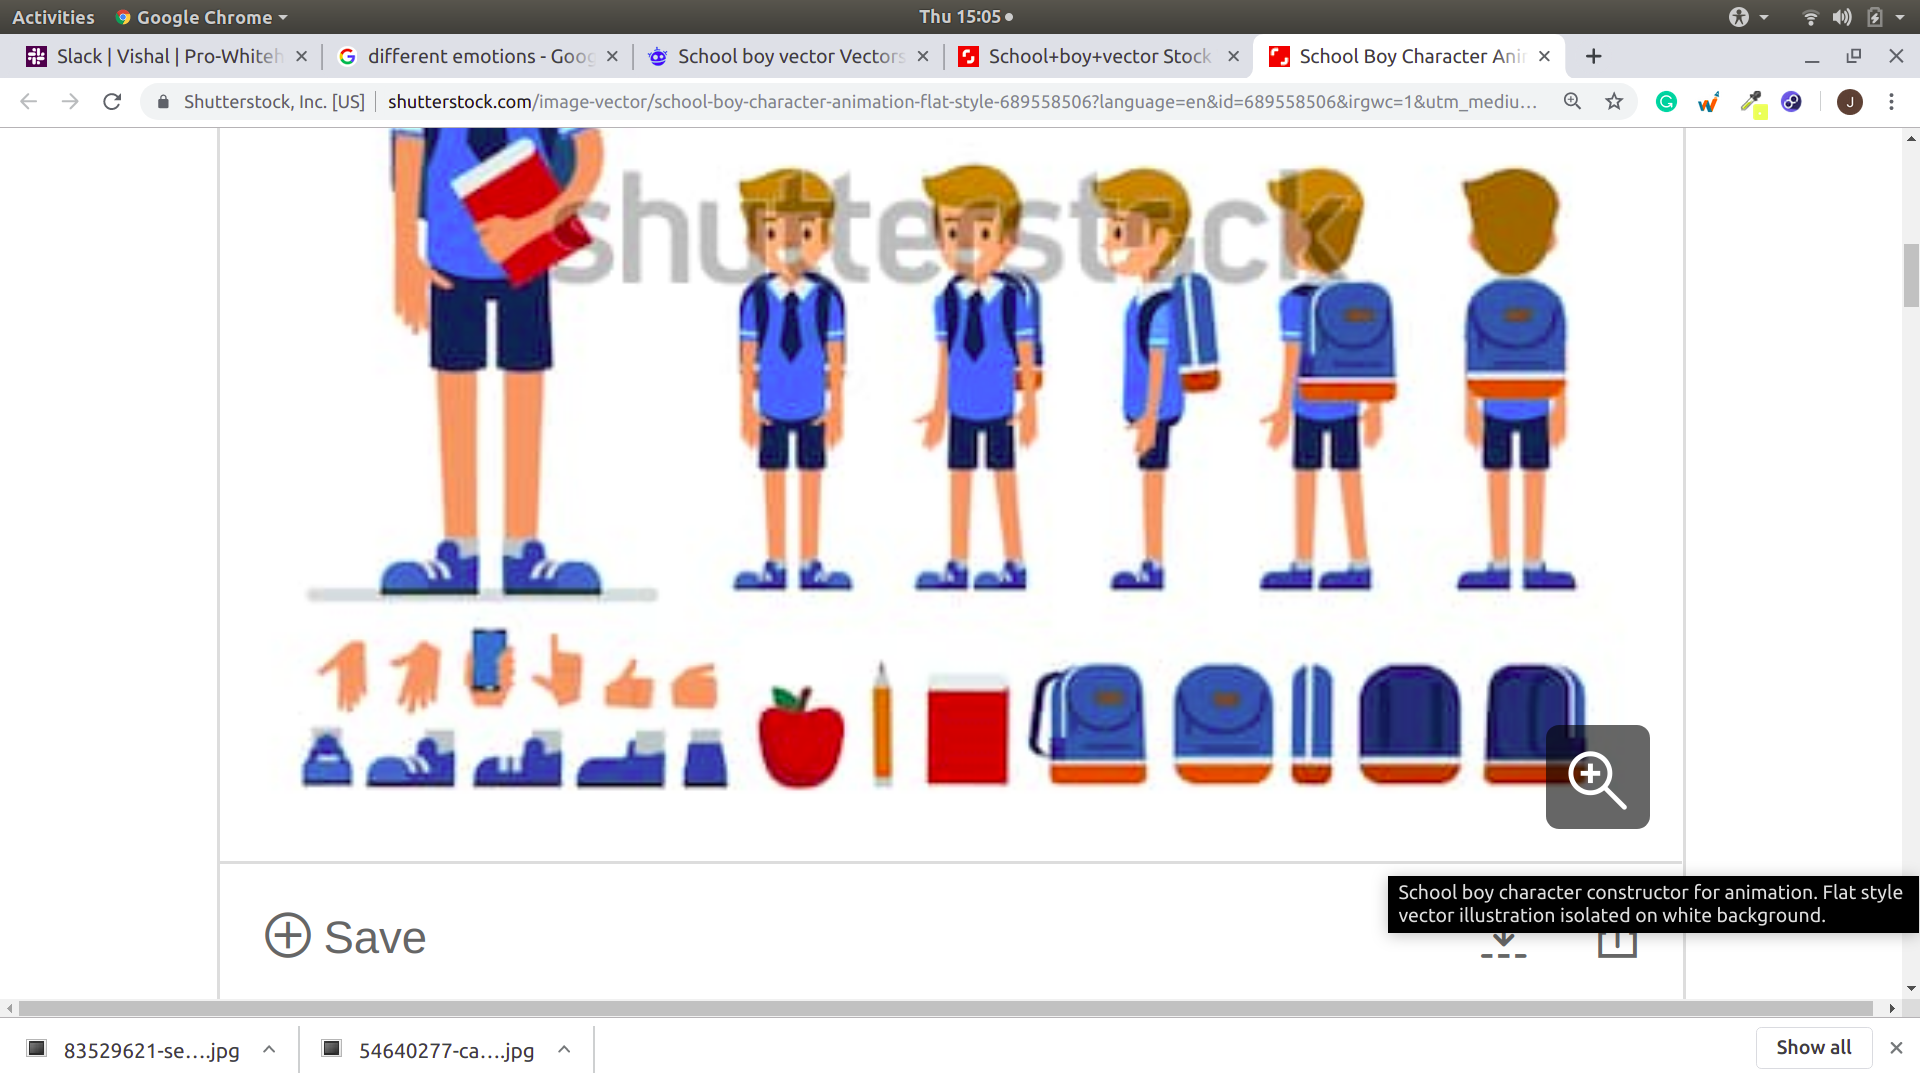 Activities
Google Chrome
Thu 15:05
Slack | Vishal | Pro-Whiteh
different emotions - Goog
School boy vector Vectors
School+boy+vector Stock
School Boy Character Ani
Shutterstock, Inc. [US]
shutterstock.com/image-vector/school-boy-character-animation-flat-style-689558506?language=en&id=689558506&irgwc=1&utm_mediu...
J
shutterstock
School boy character constructor for animation. Flat style
vector illustration isolated on white background.
Save
83529621-se....jpg
54640277-ca....jpg
Show all